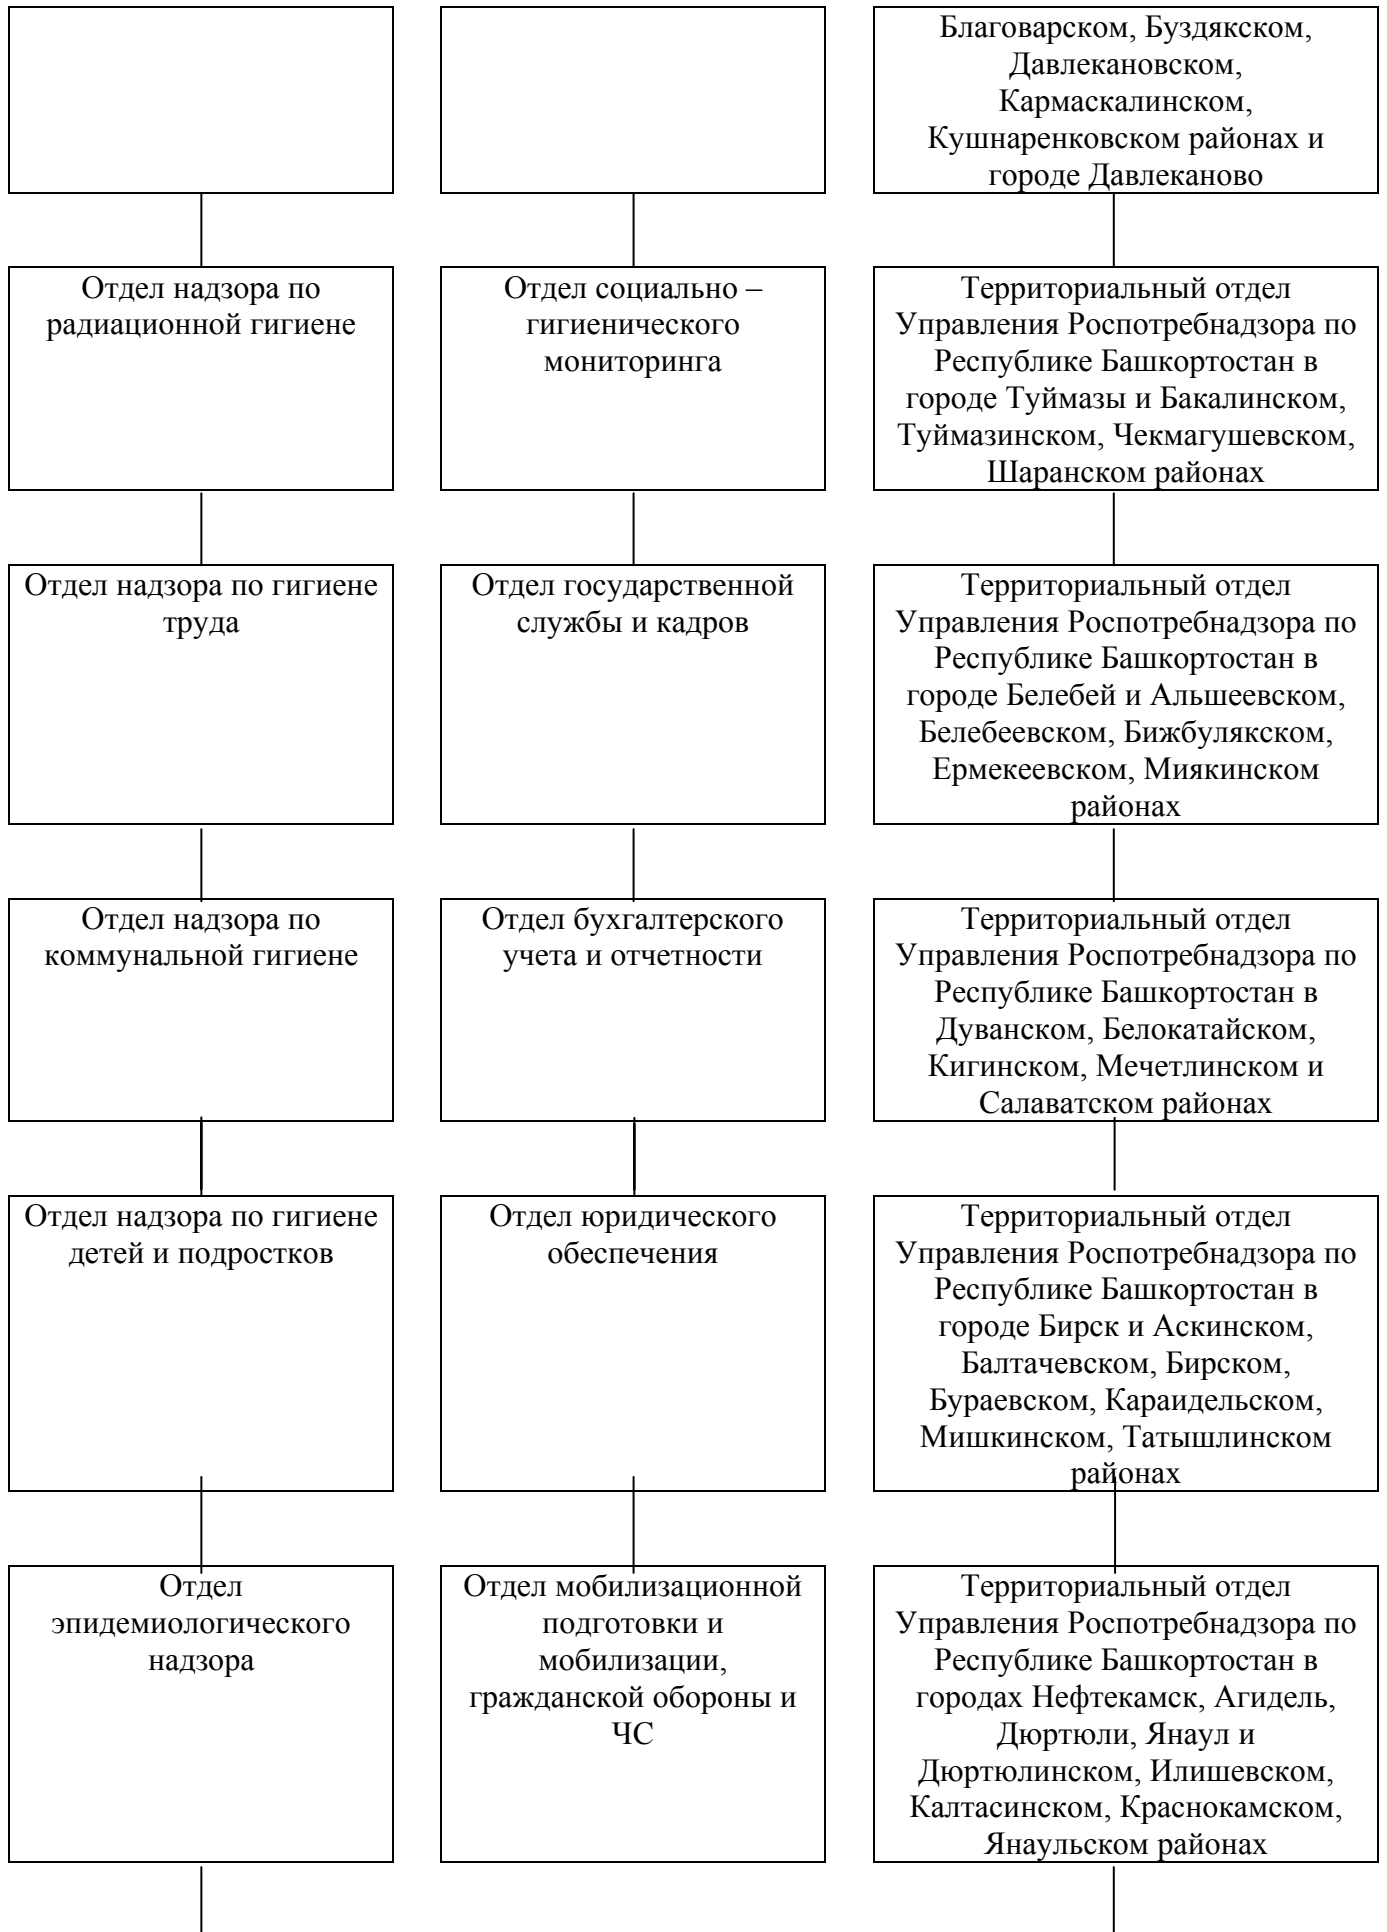 Благоварском, Буздякском,
Давлекановском,
Кармаскалинском,
Кушнаренковском районах и
городе Давлеканово
Отдел надзора по
радиационной гигиене
Отдел социально –
гигиенического
мониторинга
Территориальный отдел
Управления Роспотребнадзора по
Республике Башкортостан в
городе Туймазы и Бакалинском,
Туймазинском, Чекмагушевском,
Шаранском районах
Отдел надзора по гигиене
труда
Отдел государственной
службы и кадров
Территориальный отдел
Управления Роспотребнадзора по
Республике Башкортостан в
городе Белебей и Альшеевском,
Белебеевском, Бижбулякском,
Ермекеевском, Миякинском
районах
Отдел надзора по
коммунальной гигиене
Отдел бухгалтерского
учета и отчетности
Территориальный отдел
Управления Роспотребнадзора по
Республике Башкортостан в
Дуванском, Белокатайском,
Кигинском, Мечетлинском и
Салаватском районах
Отдел надзора по гигиене
детей и подростков
Отдел юридического
обеспечения
Территориальный отдел
Управления Роспотребнадзора по
Республике Башкортостан в
городе Бирск и Аскинском,
Балтачевском, Бирском,
Бураевском, Караидельском,
Мишкинском, Татышлинском
районах
Отдел
эпидемиологического
надзора
Отдел мобилизационной
подготовки и
мобилизации,
гражданской обороны и
ЧС
Территориальный отдел
Управления Роспотребнадзора по
Республике Башкортостан в
городах Нефтекамск, Агидель,
Дюртюли, Янаул и
Дюртюлинском, Илишевском,
Калтасинском, Краснокамском,
Янаульском районах